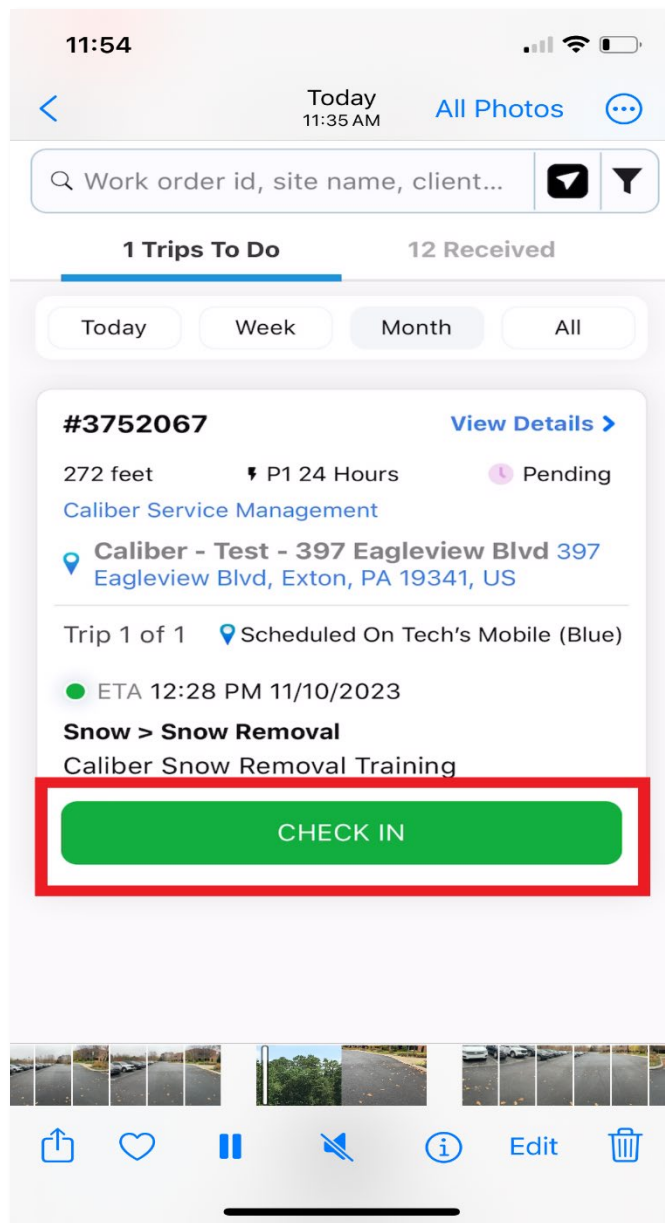 11:54
Today
11:35 AM
All Photos
Work order id, site name, client...
1 Trips To Do
12 Received
Today
Week
Month
All
#3752067
View Details
272 feet
P1 24 Hours
Pending
Caliber Service Management
Caliber - Test - 397 Eagleview Blvd 397
Eagleview Blvd, Exton, PA 19341, US
Trip 1 of 1
Scheduled On Tech's Mobile (Blue)
ETA 12:28 PM 11/10/2023
Snow > Snow Removal
Caliber Snow Removal Training
CHECK IN
Edit